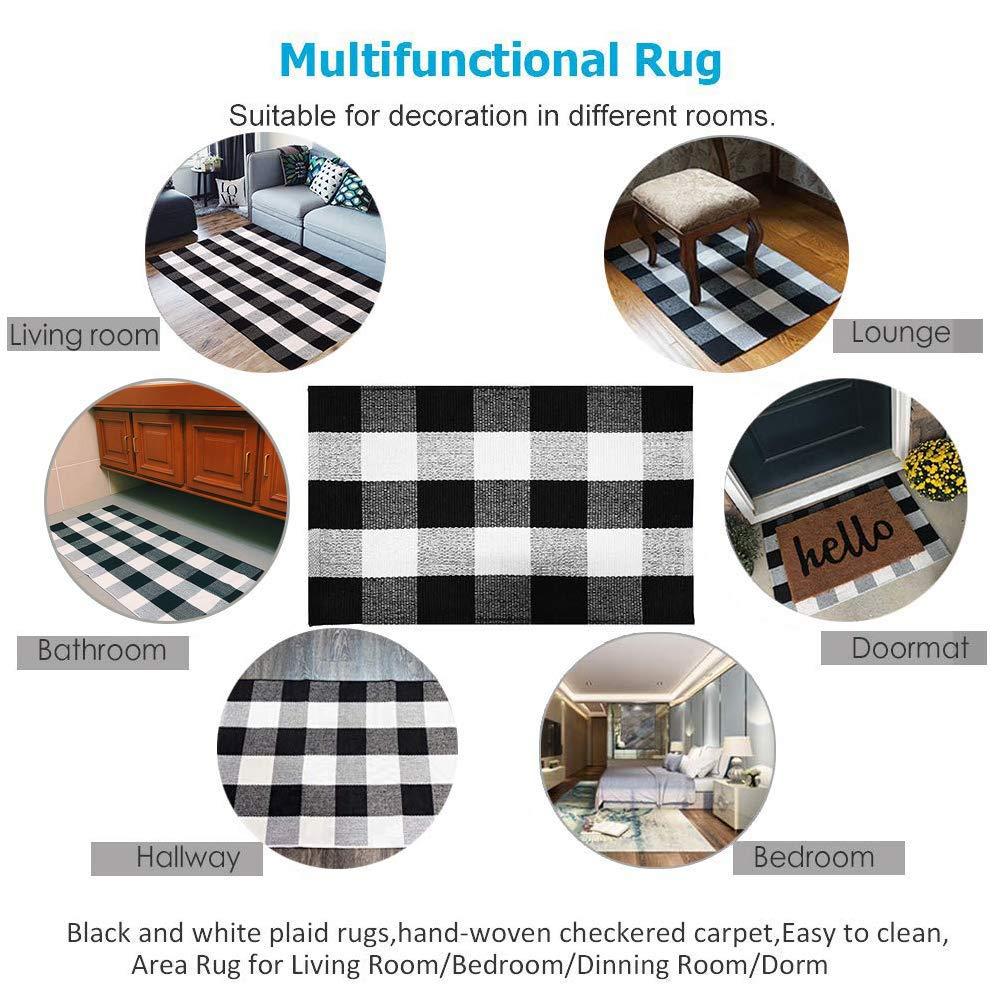 Multifunctional Rug
Suitable for decoration in different rooms.
Living room
Lounge
hello
Bathroom
Doormat
Hallway
Bedroom
Black and white plaid rugs,hand-woven checkered carpet,Easy to clean,
Area Rug for Living Room/Bedroom/Dinning Room/Dorm